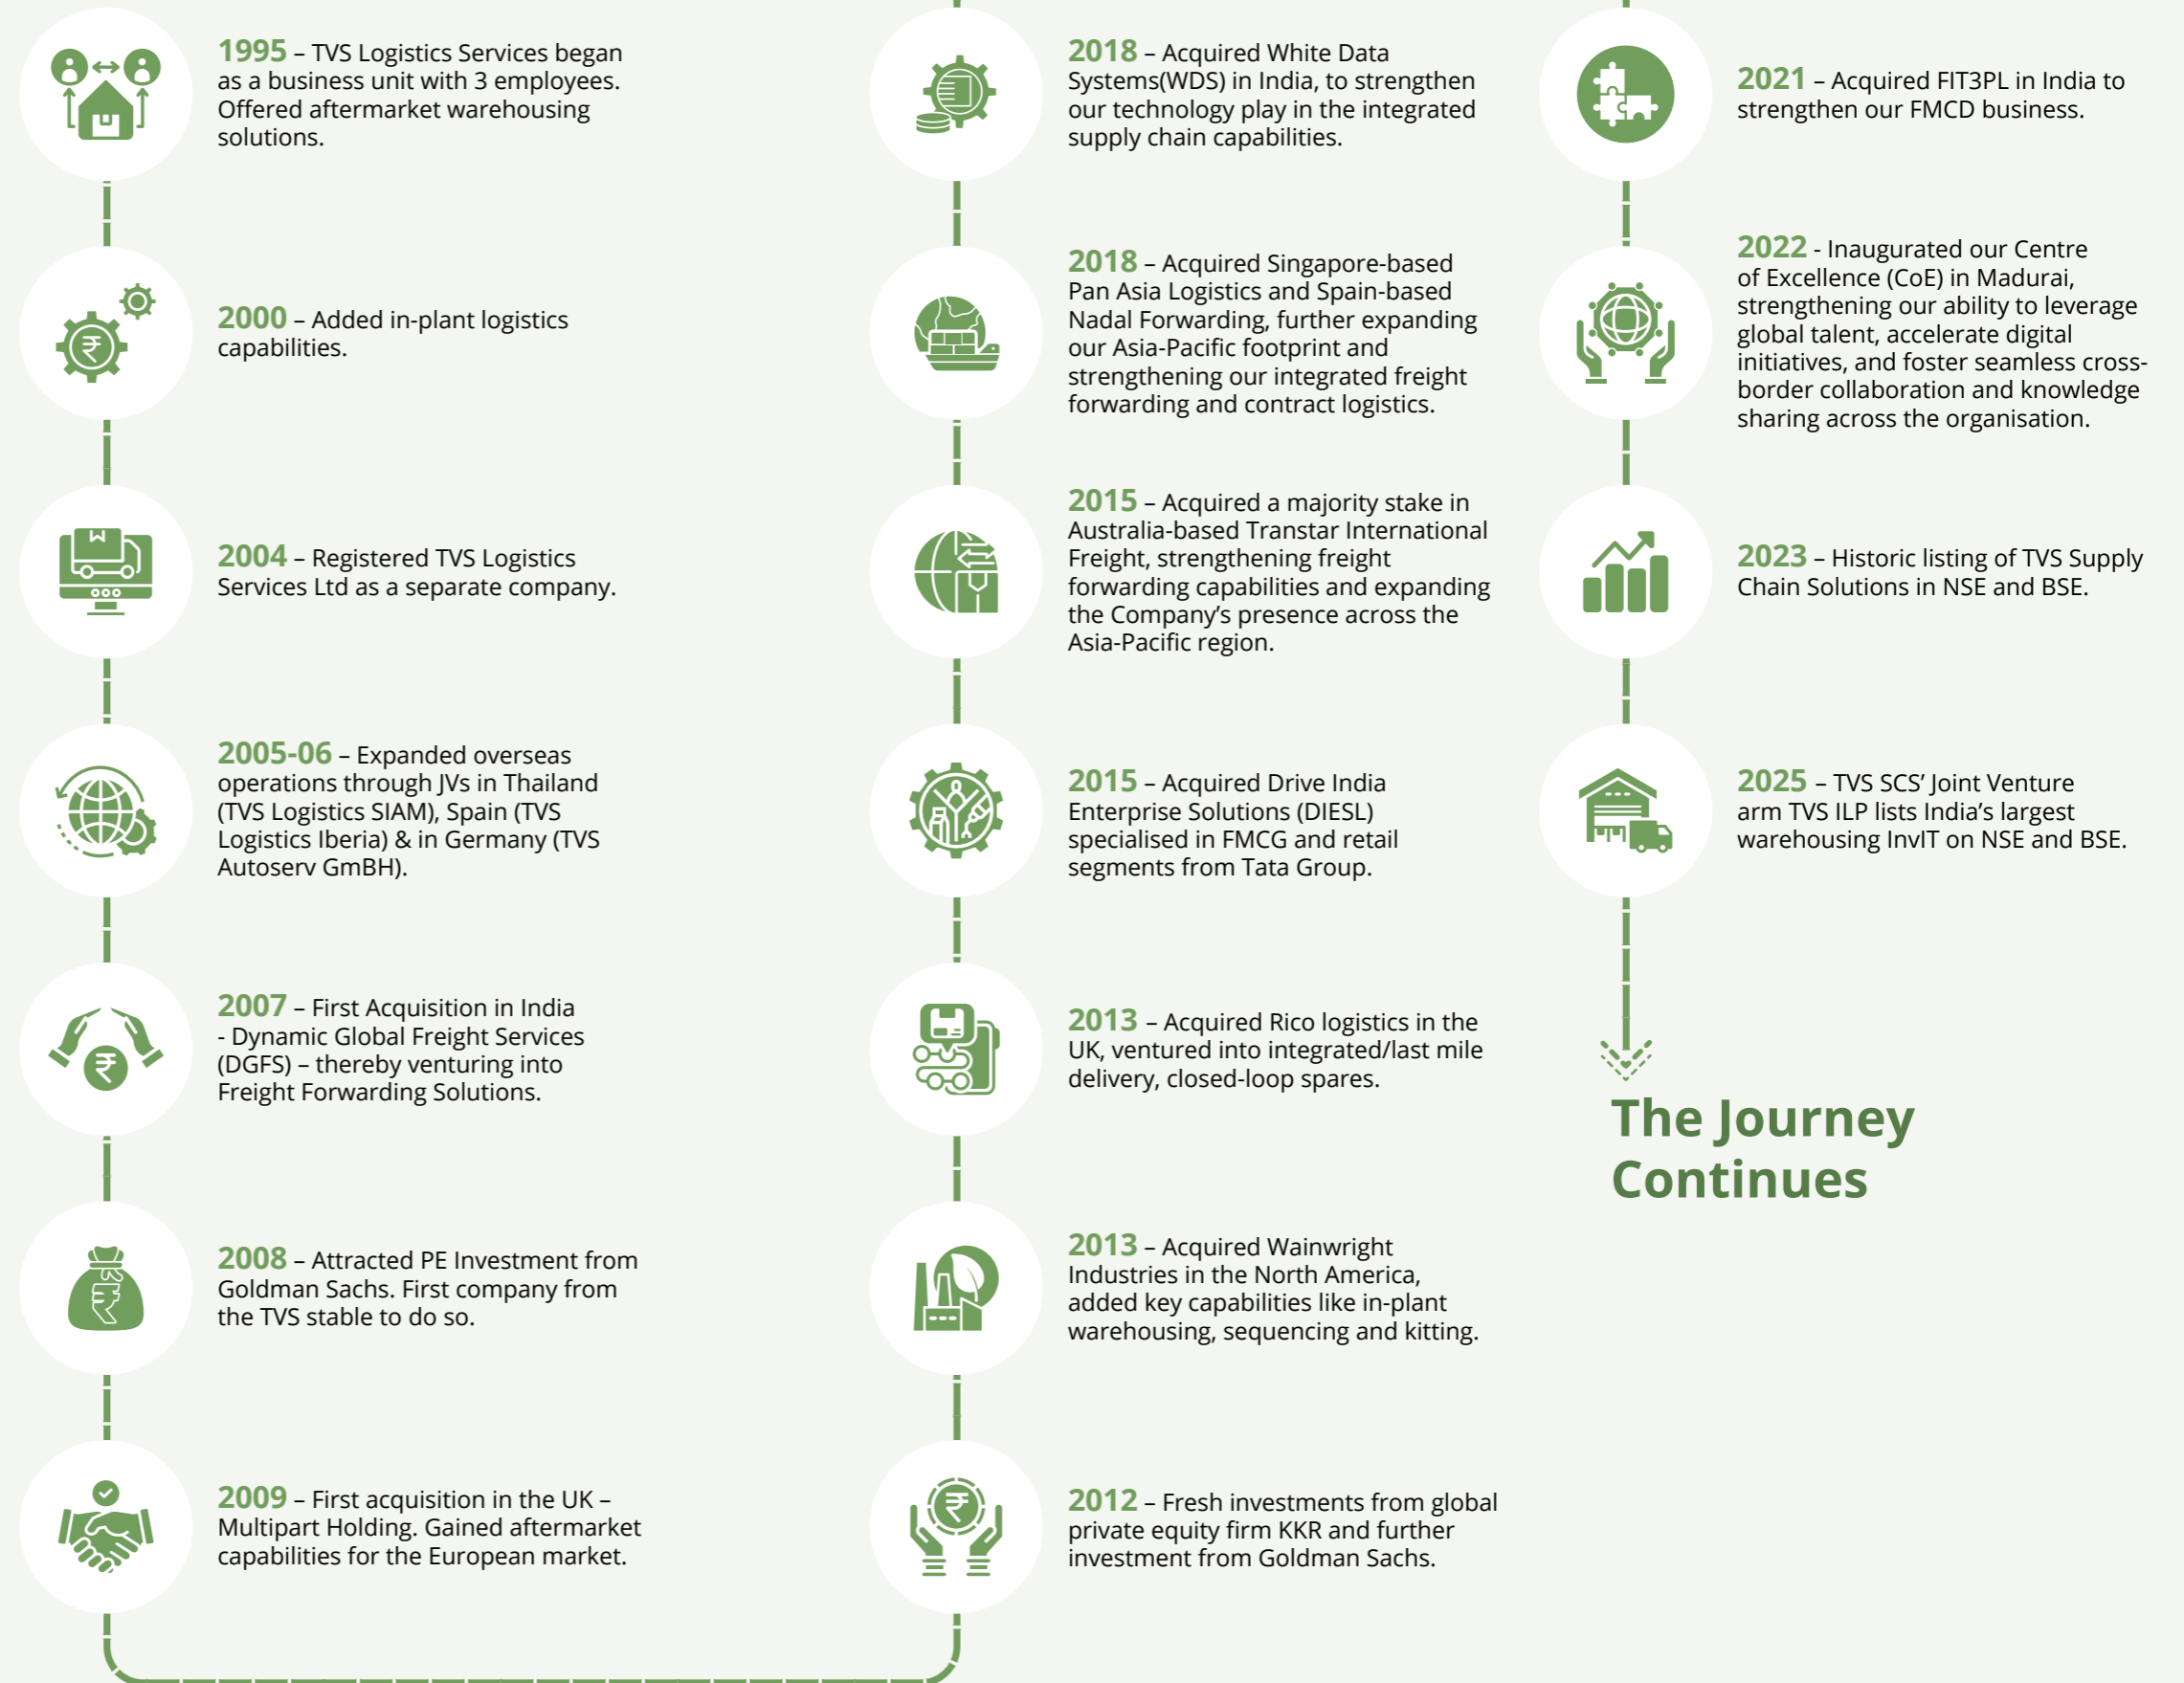 1995 – TVS Logistics Services began
as a business unit with 3 employees.
Offered aftermarket warehousing
solutions.
2000 – Added in-plant logistics
capabilities.
2004 – Registered TVS Logistics
Services Ltd as a separate company.
2005-06 – Expanded overseas
operations through JVs in Thailand
(TVS Logistics SIAM), Spain (TVS
Logistics Iberia) & in Germany (TVS
Autoserv GmBH).
2007 – First Acquisition in India
- Dynamic Global Freight Services
(DGFS) – thereby venturing into
Freight Forwarding Solutions.
2008 – Attracted PE Investment from
Goldman Sachs. First company from
the TVS stable to do so.
2009 – First acquisition in the UK –
Multipart Holding. Gained aftermarket
capabilities for the European market.
2018 – Acquired White Data
Systems(WDS) in India, to strengthen
our technology play in the integrated
supply chain capabilities.
2018 – Acquired Singapore-based
Pan Asia Logistics and Spain-based
Nadal Forwarding, further expanding
our Asia-Pacific footprint and
strengthening our integrated freight
forwarding and contract logistics.
2015 – Acquired a majority stake in
Australia-based Transtar International
Freight, strengthening freight
forwarding capabilities and expanding
the Company’s presence across the
Asia-Pacific region.
2015 – Acquired Drive India
Enterprise Solutions (DIESL)
specialised in FMCG and retail
segments from Tata Group.
2013 – Acquired Rico logistics in the
UK, ventured into integrated/last mile
delivery, closed-loop spares.
2013 – Acquired Wainwright
Industries in the North America,
added key capabilities like in-plant
warehousing, sequencing and kitting.
2012 – Fresh investments from global
private equity firm KKR and further
investment from Goldman Sachs.
2021 – Acquired FIT3PL in India to
strengthen our FMCD business.
2022 - Inaugurated our Centre
of Excellence (CoE) in Madurai,
strengthening our ability to leverage
global talent, accelerate digital
initiatives, and foster seamless cross-
border collaboration and knowledge
sharing across the organisation.
2023 – Historic listing of TVS Supply
Chain Solutions in NSE and BSE.
2025 – TVS SCS’ Joint Venture
arm TVS ILP lists India’s largest
warehousing InvIT on NSE and BSE.
The Journey
Continues